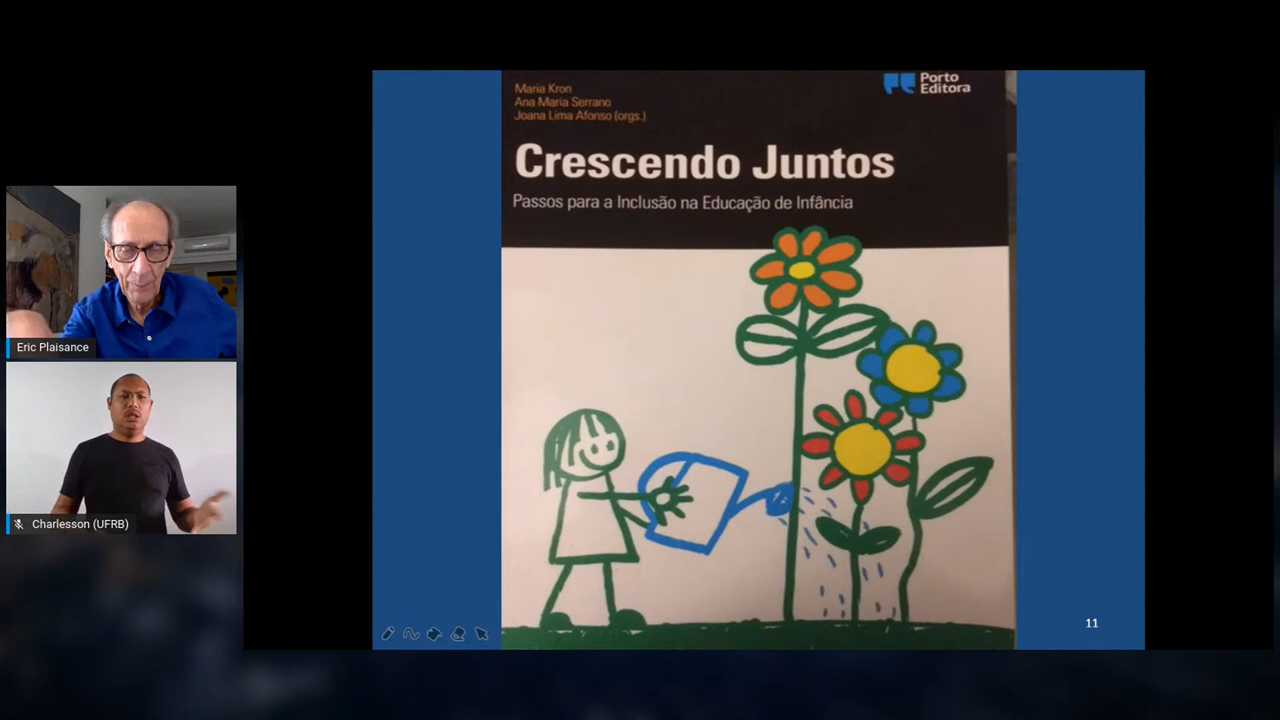 Maria Kron
Ana Maria Serrano
Joana Lima Afonso (orgs.)
Porto
Editora
Crescendo Juntos
Passos para a Inclusão na Educação de Infância
Eric Plaisance
Charlesson (UFRB)
11